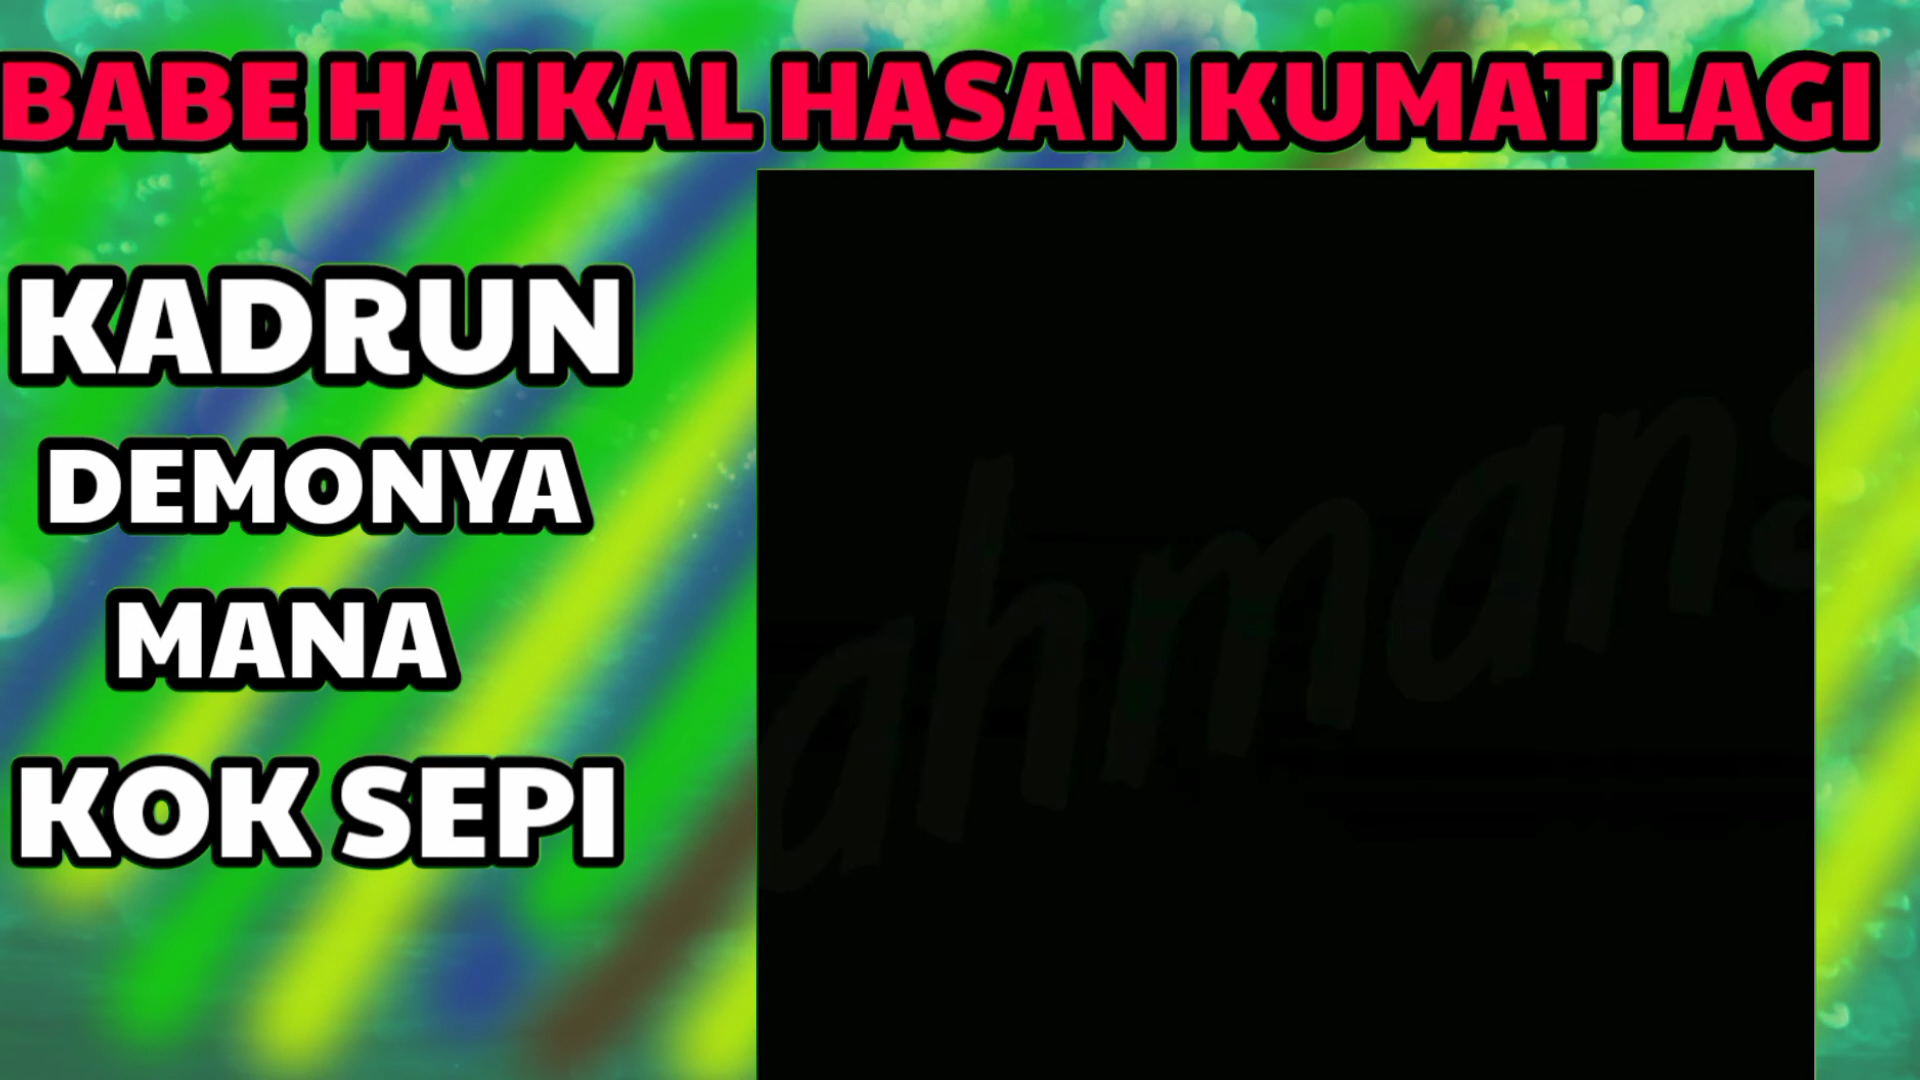 BABE HAIKAL HASAN KUMAT LAGI
KADRUN
DEMONYA
MANA
KOK SEPI